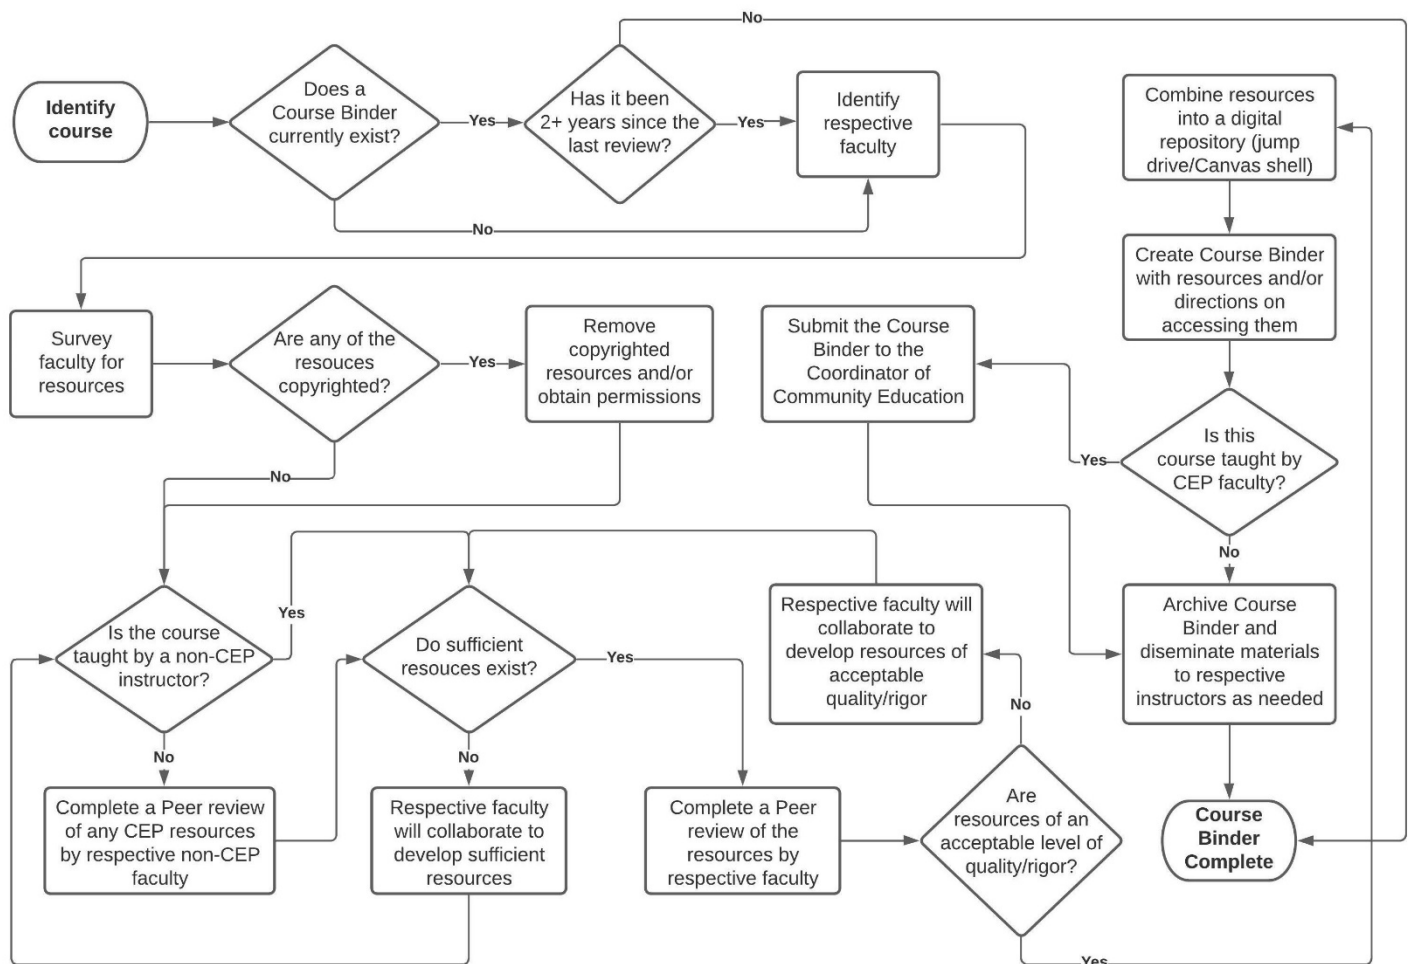 No
Identify
course
Does a
Course Binder
currently exist?
Yes
Has it been
2+ years since the
last review?
Yes
Identify
respective
faculty
Combine resources
into a digital
repository (jump
drive/Canvas shell)
No
Create Course Binder
with resources and/or
directions on
accessing them
Survey
faculty for
resources
Are any of the
resouces
copyrighted?
Yes
Remove
copyrighted
resources and/or
obtain permissions
Submit the Course
Binder to the
Coordinator of
Community Education
Yes
Is this
course taught by
CEP faculty?
No
No
Is the course
taught by a non-CEP
instructor?
Yes
Do sufficient
resouces exist?
Yes
Respective faculty will
collaborate to
develop resources of
acceptable
quality/rigor
Archive Course
Binder and
diseminate materials
to respective
instructors as needed
No
No
No
Complete a Peer review
of any CEP resources
by respective non-CEP
faculty
Respective faculty
will collaborate to
develop sufficient
resources
Complete a Peer
review of the
resources by
respective faculty
Are
resources of an
acceptable level of
quality/rigor?
Course
Binder
Complete
Yes